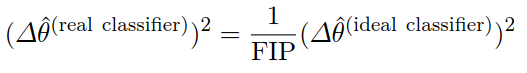 (Δθ̂^(real classifier))² = 1/FIP (Δθ̂^(ideal classifier))²